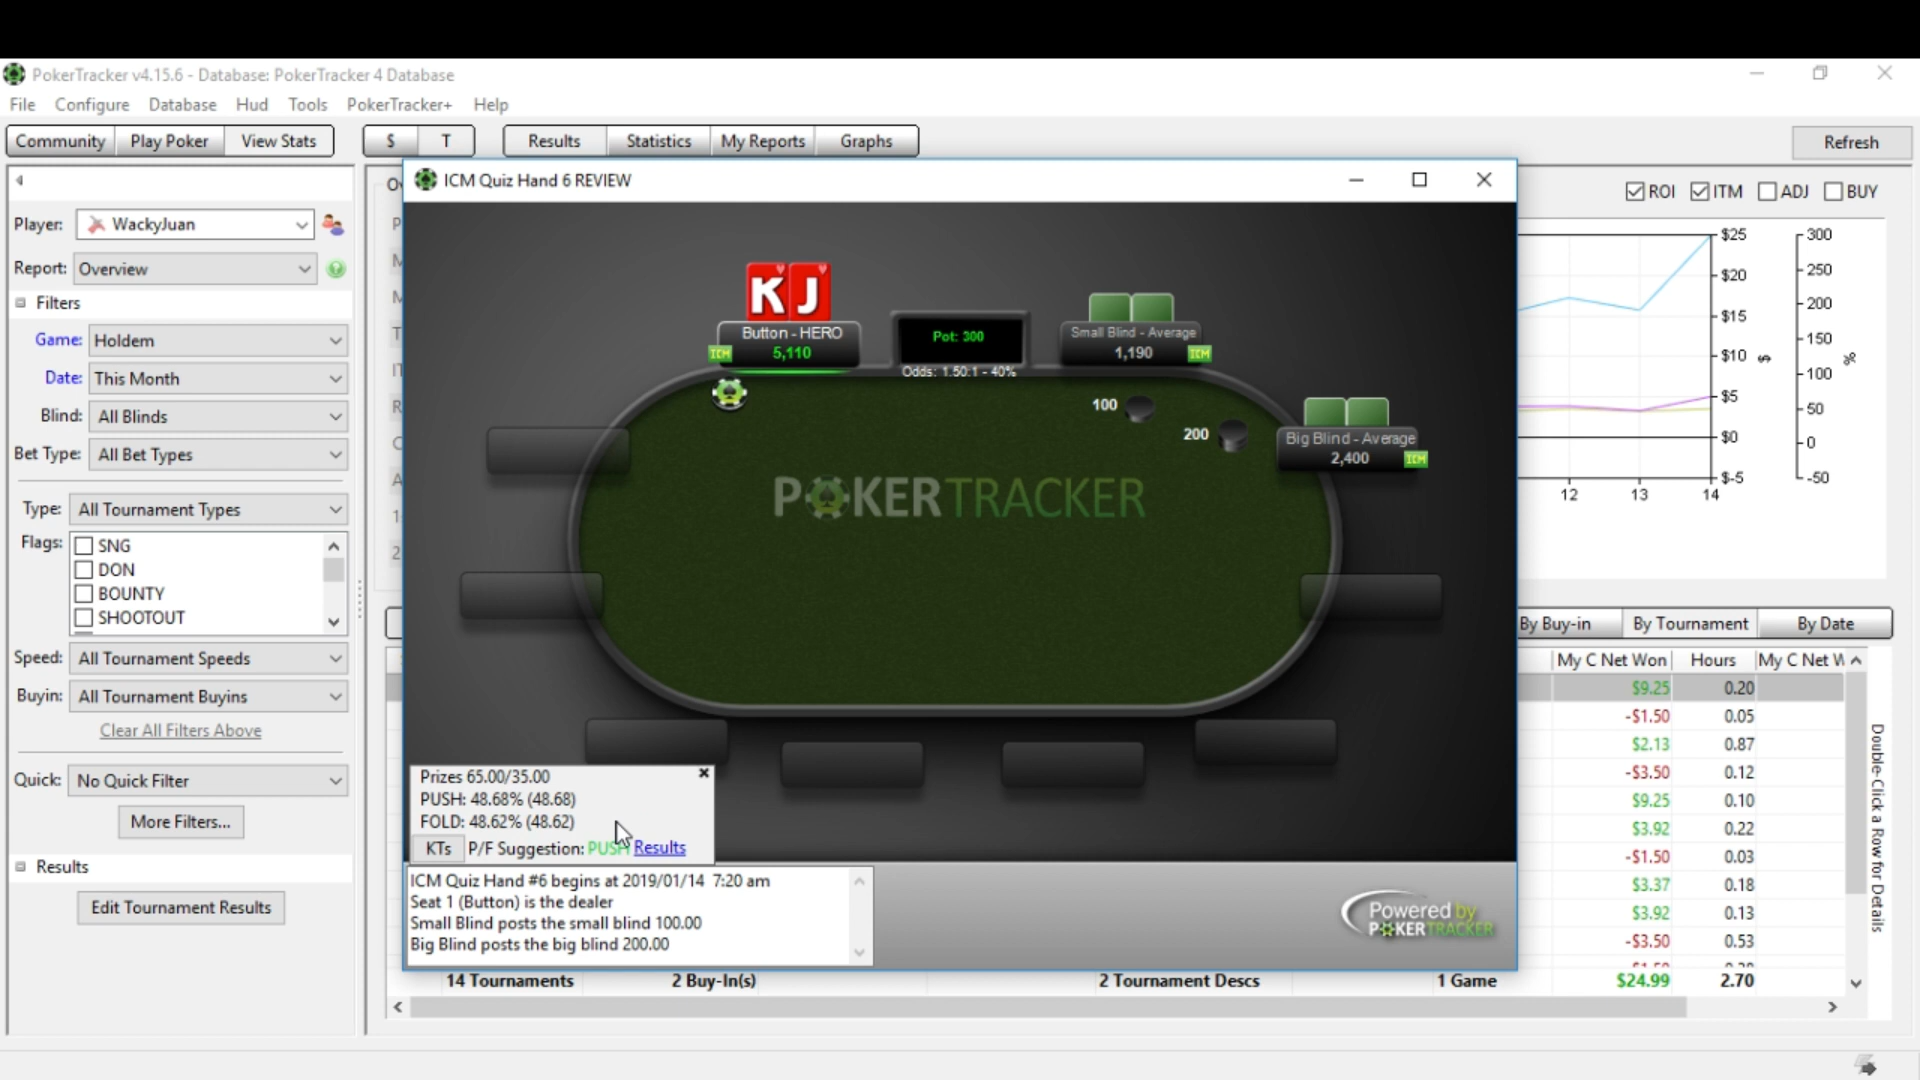 PokerTracker v4.15.6 - Database: PokerTracker 4 Database
File Configure Database Hud Tools PokerTracker+ Help
Community Play Poker View Stats $ T Results Statistics My Reports Graphs Refresh
ICM Quiz Hand 6 REVIEW
ROI ITM ADJ BUY
Player: WackyJuan
Report: Overview
Filters
Game: Holdem
Date: This Month
Blind: All Blinds
Bet Type: All Bet Types
Type: All Tournament Types
Flags: SNG
DON
BOUNTY
SHOOTOUT
Speed: All Tournament Speeds
Buyin: All Tournament Buyins
Clear All Filters Above
Quick: No Quick Filter
More Filters...
Results
Edit Tournament Results
K J
Button - HERO
ICM 5,110
Pot: 300
Odds: 1.50:1 - 40%
Small Blind - Average
1,190 ICM
100
200
Big Blind - Average
2,400 ICM
POKERTRACKER
Prizes 65.00/35.00
PUSH: 48.68% (48.68)
FOLD: 48.62% (48.62)
KTs P/F Suggestion: PUSH Results
ICM Quiz Hand #6 begins at 2019/01/14 7:20 am
Seat 1 (Button) is the dealer
Small Blind posts the small blind 100.00
Big Blind posts the big blind 200.00
Powered by
POKERTRACKER
$25 300
$20 250
200
$15 150
$10 $ 100 %
$5 50
$0 0
$-5 -50
12 13 14
By Buy-in By Tournament By Date
My C Net Won Hours My C Net W
$9.25 0.20
-$1.50 0.05
$2.13 0.87
-$3.50 0.12
$9.25 0.10
$3.92 0.22
-$1.50 0.03
$3.37 0.18
$3.92 0.13
-$3.50 0.53
14 Tournaments 2 Buy-In(s) 2 Tournament Descs 1 Game $24.99 2.70
Double-Click a Row for Details